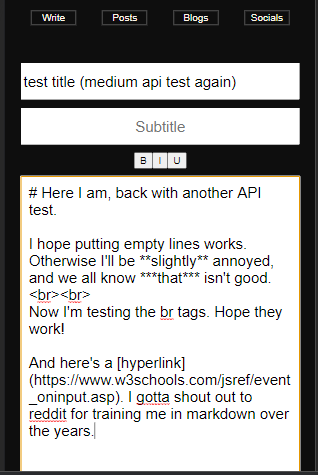 Write Posts Blogs Socials
test title (medium api test again)
Subtitle
B I U
# Here I am, back with another API
test.
I hope putting empty lines works.
Otherwise I'll be **slightly** annoyed,
and we all know ***that*** isn't good.
<br><br>
Now I'm testing the br tags. Hope they
work!
And here's a [hyperlink]
(https://www.w3schools.com/jsref/event
_oninput.asp). I gotta shout out to
reddit for training me in markdown over
the years.